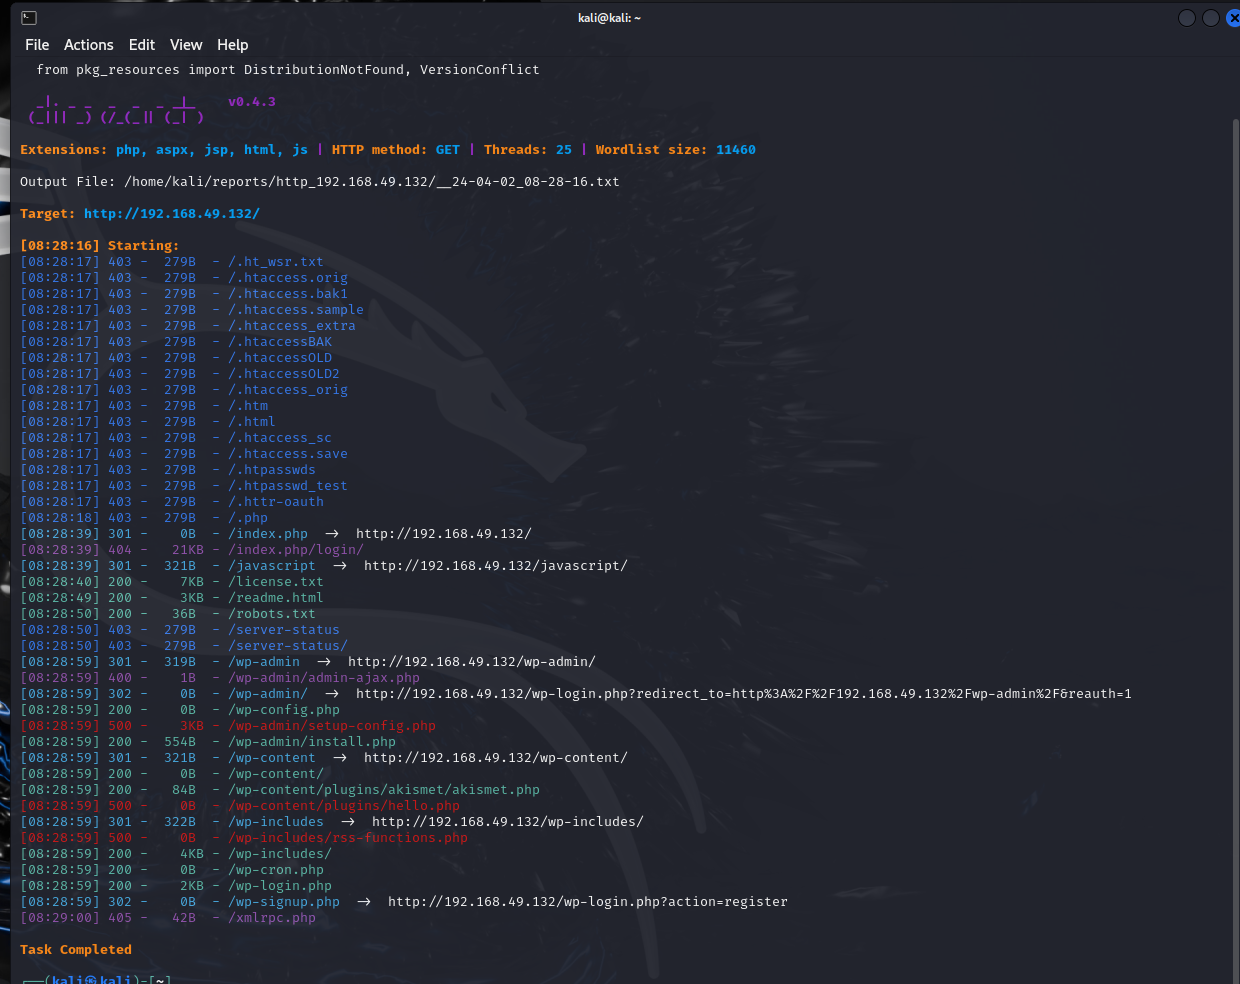 kali@kali: ~
File Actions Edit View Help
from pkg_resources import DistributionNotFound, VersionConflict
_|. _ _  _  _  _ _|_    v0.4.3
(_||| _) (/_(_|| (_| )
Extensions: php, aspx, jsp, html, js | HTTP method: GET | Threads: 25 | Wordlist size: 11460
Output File: /home/kali/reports/http_192.168.49.132/__24-04-02_08-28-16.txt
Target: http://192.168.49.132/
[08:28:16] Starting:
[08:28:17] 403 -  279B  - /.ht_wsr.txt
[08:28:17] 403 -  279B  - /.htaccess.orig
[08:28:17] 403 -  279B  - /.htaccess.bak1
[08:28:17] 403 -  279B  - /.htaccess.sample
[08:28:17] 403 -  279B  - /.htaccess_extra
[08:28:17] 403 -  279B  - /.htaccessBAK
[08:28:17] 403 -  279B  - /.htaccessOLD
[08:28:17] 403 -  279B  - /.htaccessOLD2
[08:28:17] 403 -  279B  - /.htaccess_orig
[08:28:17] 403 -  279B  - /.htm
[08:28:17] 403 -  279B  - /.html
[08:28:17] 403 -  279B  - /.htaccess_sc
[08:28:17] 403 -  279B  - /.htaccess.save
[08:28:17] 403 -  279B  - /.htpasswds
[08:28:17] 403 -  279B  - /.htpasswd_test
[08:28:17] 403 -  279B  - /.httr-oauth
[08:28:18] 403 -  279B  - /.php
[08:28:39] 301 -    0B  - /index.php  ->  http://192.168.49.132/
[08:28:39] 404 -   21KB - /index.php/login/
[08:28:39] 301 -  321B  - /javascript  ->  http://192.168.49.132/javascript/
[08:28:40] 200 -    7KB - /license.txt
[08:28:49] 200 -    3KB - /readme.html
[08:28:50] 200 -   36B  - /robots.txt
[08:28:50] 403 -  279B  - /server-status
[08:28:50] 403 -  279B  - /server-status/
[08:28:59] 301 -  319B  - /wp-admin  ->  http://192.168.49.132/wp-admin/
[08:28:59] 400 -    1B  - /wp-admin/admin-ajax.php
[08:28:59] 302 -    0B  - /wp-admin/  ->  http://192.168.49.132/wp-login.php?redirect_to=http%3A%2F%2F192.168.49.132%2Fwp-admin%2F&reauth=1
[08:28:59] 200 -    0B  - /wp-config.php
[08:28:59] 500 -    3KB - /wp-admin/setup-config.php
[08:28:59] 200 -  554B  - /wp-admin/install.php
[08:28:59] 301 -  321B  - /wp-content  ->  http://192.168.49.132/wp-content/
[08:28:59] 200 -    0B  - /wp-content/
[08:28:59] 200 -   84B  - /wp-content/plugins/akismet/akismet.php
[08:28:59] 500 -    0B  - /wp-content/plugins/hello.php
[08:28:59] 301 -  322B  - /wp-includes  ->  http://192.168.49.132/wp-includes/
[08:28:59] 500 -    0B  - /wp-includes/rss-functions.php
[08:28:59] 200 -    4KB - /wp-includes/
[08:28:59] 200 -    0B  - /wp-cron.php
[08:28:59] 200 -    2KB - /wp-login.php
[08:28:59] 302 -    0B  - /wp-signup.php  ->  http://192.168.49.132/wp-login.php?action=register
[08:29:00] 405 -   42B  - /xmlrpc.php
Task Completed
┌──(kali㉿kali)-[~]